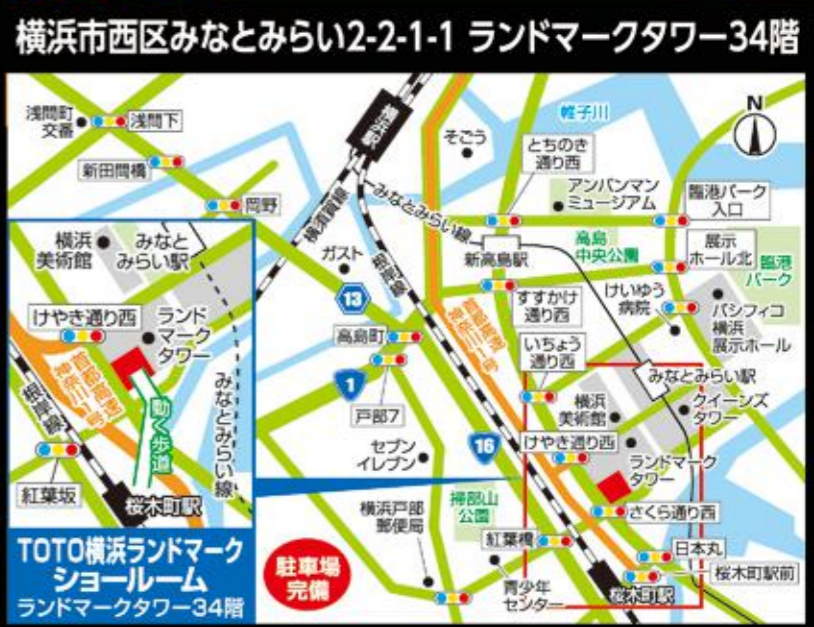 横浜市西区みなとみらい2-2-1-1 ランドマークタワー34階
浅間町
交番
浅間下
新田間橋
岡野
横浜駅
そごう
帷子川
N
とちのき
通り西
アンパンマン
ミュージアム
臨港パーク
入口
みなとみらい線
横須賀線
根岸線
ガスト
13
新高島駅
高島
中央公園
展示
ホール北
臨港
パーク
すずかけ
通り西
けいゆう
病院
パシフィコ
横浜
展示ホール
首都高速
神奈川1号
高島町
いちょう
通り西
1
戸部7
みなとみらい駅
クイーンズ
タワー
横浜
美術館
16
けやき通り西
ランドマーク
タワー
セブン
イレブン
掃部山
公園
さくら通り西
横浜戸部
郵便局
紅葉橋
日本丸
桜木町駅前
青少年
センター
桜木町駅
駐車場
完備
横浜
美術館
みなと
みらい駅
けやき通り西
ランド
マーク
タワー
首都高速
神奈川1号
根岸線
動く歩道
みなとみらい線
紅葉坂
桜木町駅
TOTO横浜ランドマーク
ショールーム
ランドマークタワー34階